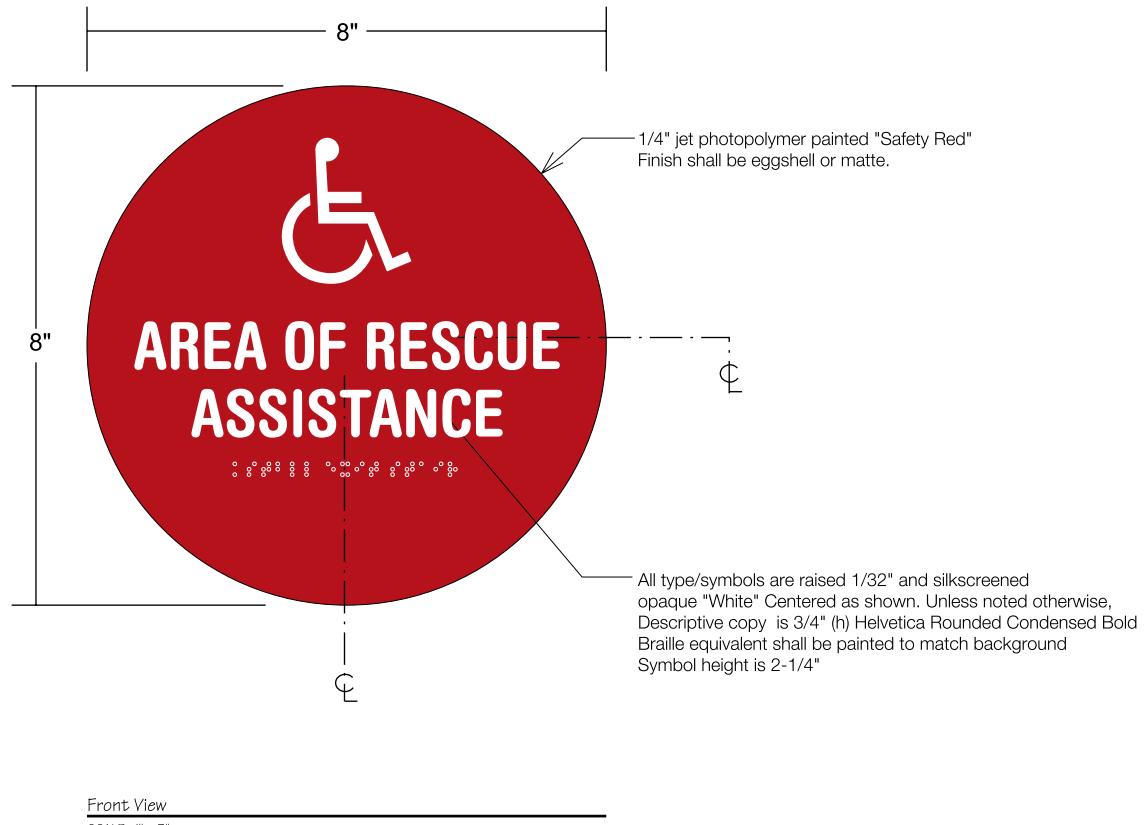 8"
8"
1/4" jet photopolymer painted "Safety Red"
Finish shall be eggshell or matte.
AREA OF RESCUE
ASSISTANCE
All type/symbols are raised 1/32" and silkscreened
opaque "White" Centered as shown. Unless noted otherwise,
Descriptive copy is 3/4" (h) Helvetica Rounded Condensed Bold
Braille equivalent shall be painted to match background
Symbol height is 2-1/4"
Front View